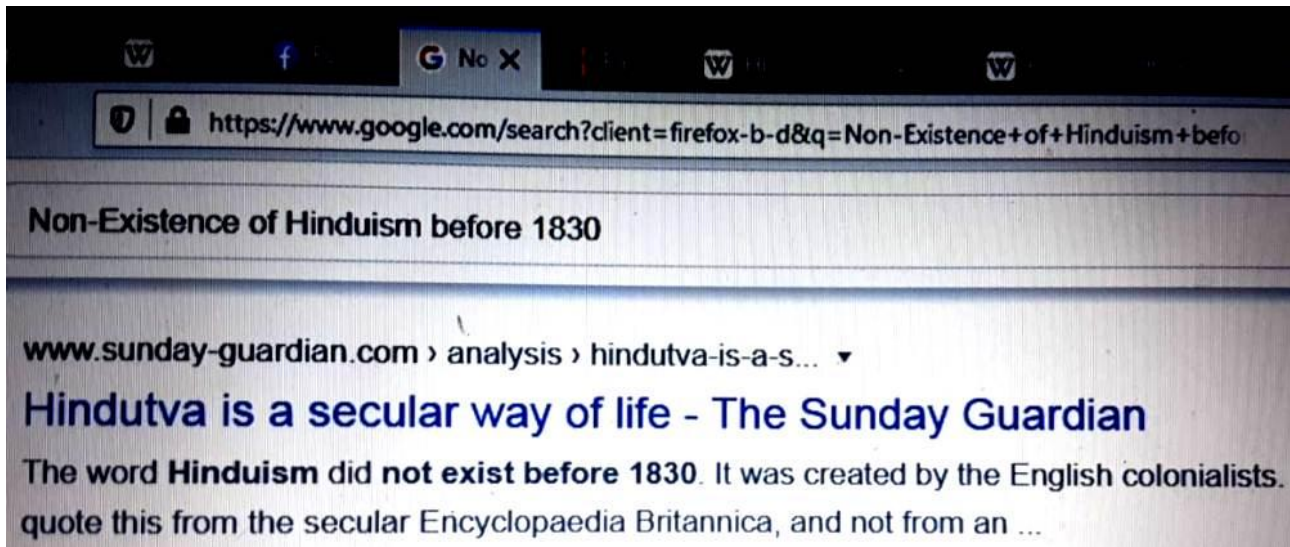 No
https://www.google.com/search?client=firefox-b-d&q=Non-Existence+of+Hinduism+befo
Non-Existence of Hinduism before 1830
www.sunday-guardian.com › analysis › hindutva-is-a-s...
Hindutva is a secular way of life - The Sunday Guardian
The word Hinduism did not exist before 1830. It was created by the English colonialists.
quote this from the secular Encyclopaedia Britannica, and not from an ...